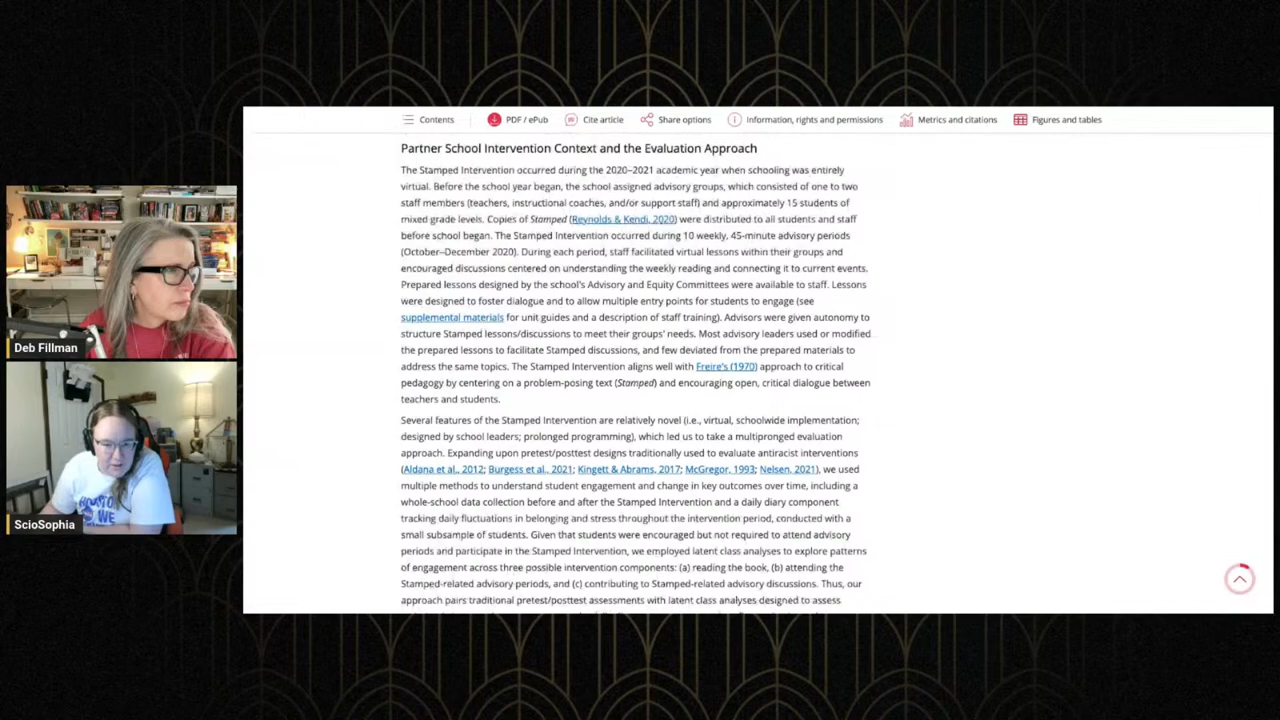 Contents
PDF / ePub
Cite article
Share options
Information, rights and permissions
Metrics and citations
Figures and tables
Partner School Intervention Context and the Evaluation Approach
The Stamped Intervention occurred during the 2020–2021 academic year when schooling was entirely
virtual. Before the school year began, the school assigned advisory groups, which consisted of one to two
staff members (teachers, instructional coaches, and/or support staff) and approximately 15 students of
mixed grade levels. Copies of Stamped (Reynolds & Kendi, 2020) were distributed to all students and staff
before school began. The Stamped Intervention occurred during 10 weekly, 45-minute advisory periods
(October–December 2020). During each period, staff facilitated virtual lessons within their groups and
encouraged discussions centered on understanding the weekly reading and connecting it to current events.
Prepared lessons designed by the school's Advisory and Equity Committees were available to staff. Lessons
were designed to foster dialogue and to allow multiple entry points for students to engage (see
supplemental materials for unit guides and a description of staff training). Advisors were given autonomy to
structure Stamped lessons/discussions to meet their groups' needs. Most advisory leaders used or modified
the prepared lessons to facilitate Stamped discussions, and few deviated from the prepared materials to
address the same topics. The Stamped Intervention aligns well with Freire's (1970) approach to critical
pedagogy by centering on a problem-posing text (Stamped) and encouraging open, critical dialogue between
teachers and students.
Several features of the Stamped Intervention are relatively novel (i.e., virtual, schoolwide implementation;
designed by school leaders; prolonged programming), which led us to take a multipronged evaluation
approach. Expanding upon pretest/posttest designs traditionally used to evaluate antiracist interventions
(Aldana et al., 2012; Burgess et al., 2021; Kingett & Abrams, 2017; McGregor, 1993; Nelsen, 2021), we used
multiple methods to understand student engagement and change in key outcomes over time, including a
whole-school data collection before and after the Stamped Intervention and a daily diary component
tracking daily fluctuations in belonging and stress throughout the intervention period, conducted with a
small subsample of students. Given that students were encouraged but not required to attend advisory
periods and participate in the Stamped Intervention, we employed latent class analyses to explore patterns
of engagement across three possible intervention components: (a) reading the book, (b) attending the
Stamped-related advisory periods, and (c) contributing to Stamped-related advisory discussions. Thus, our
approach pairs traditional pretest/posttest assessments with latent class analyses designed to assess
Deb Fillman
WE
ScioSophia